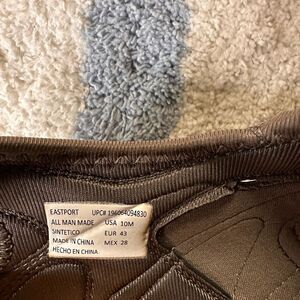 EASTPORT UPC# 196064094830
ALL MAN MADE USA 10M
SINTETICO EUR 43
MADE IN CHINA MEX 28
HECHO EN CHINA